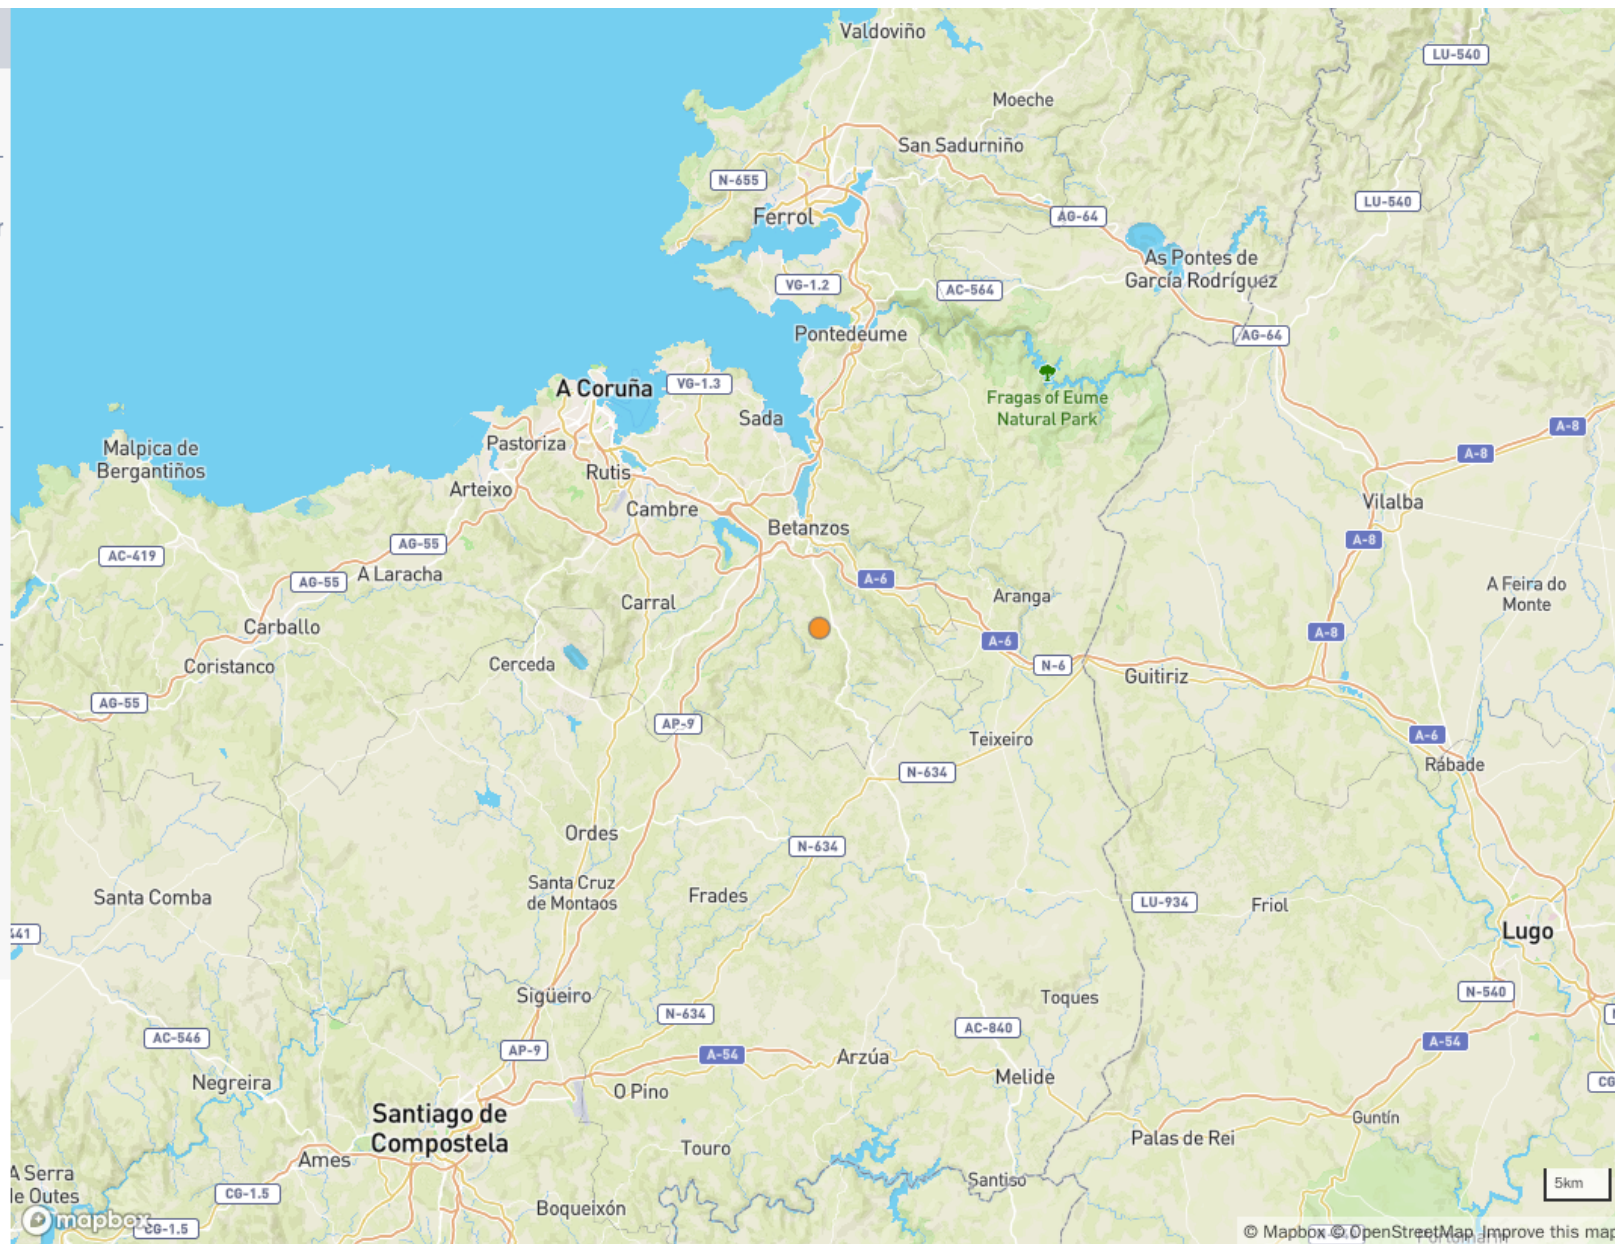 Valdoviño
LU-540
Moeche
San Sadurniño
N-655
LU-540
Ferrol
AG-64
As Pontes de
García Rodríguez
VG-1.2
AC-564
Pontedeume
AG-64
A Coruña
VG-1.3
Fragas of Eume
Natural Park
Sada
A-8
Malpica de
Bergantiños
Pastoriza
A-8
Rutis
Arteixo
Vilalba
Cambre
Betanzos
A-8
AG-55
AC-419
A Laracha
AG-55
A-6
A Feira do
Monte
Carral
Aranga
Carballo
A-8
A-6
Coristanco
Cerceda
N-6
Guitiriz
AG-55
AP-9
A-6
Teixeiro
Rábade
N-634
Ordes
N-634
Santa Cruz
de Montaos
Santa Comba
Frades
LU-934
Friol
441
Lugo
Sigüeiro
Toques
N-540
N-634
AC-840
AC-546
AP-9
A-54
Arzúa
A-54
Negreira
O Pino
Melide
CG
Santiago de
Compostela
Guntín
Touro
Palas de Rei
Ames
A Serra
de Outes
CG-1.5
Santiso
5km
Boqueixón
mapbox
CG-1.5
© Mapbox © OpenStreetMap Improve this map